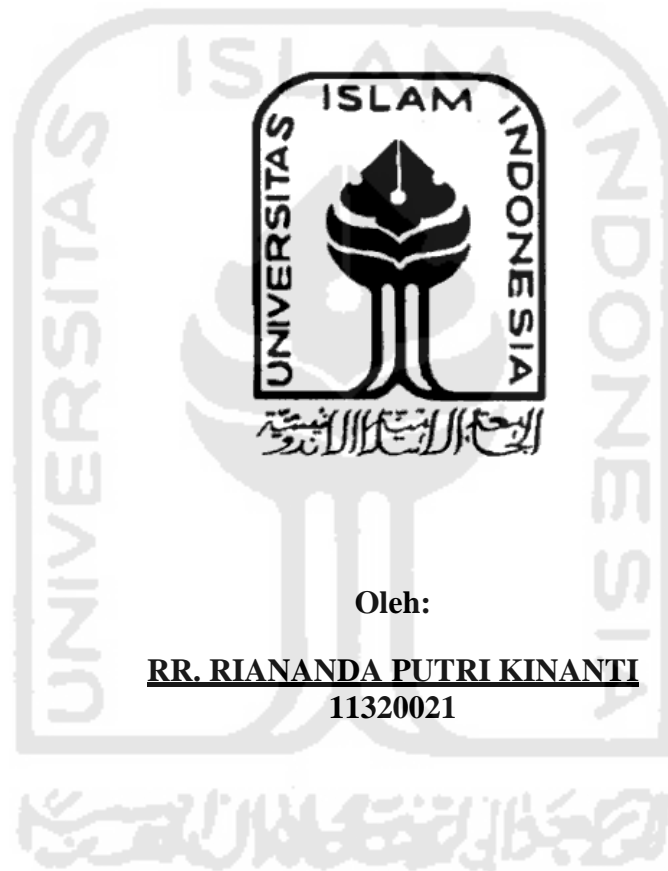 ISLAM
UNIVERSITAS
INDONESIA
Oleh:
RR. RIANANDA PUTRI KINANTI
11320021